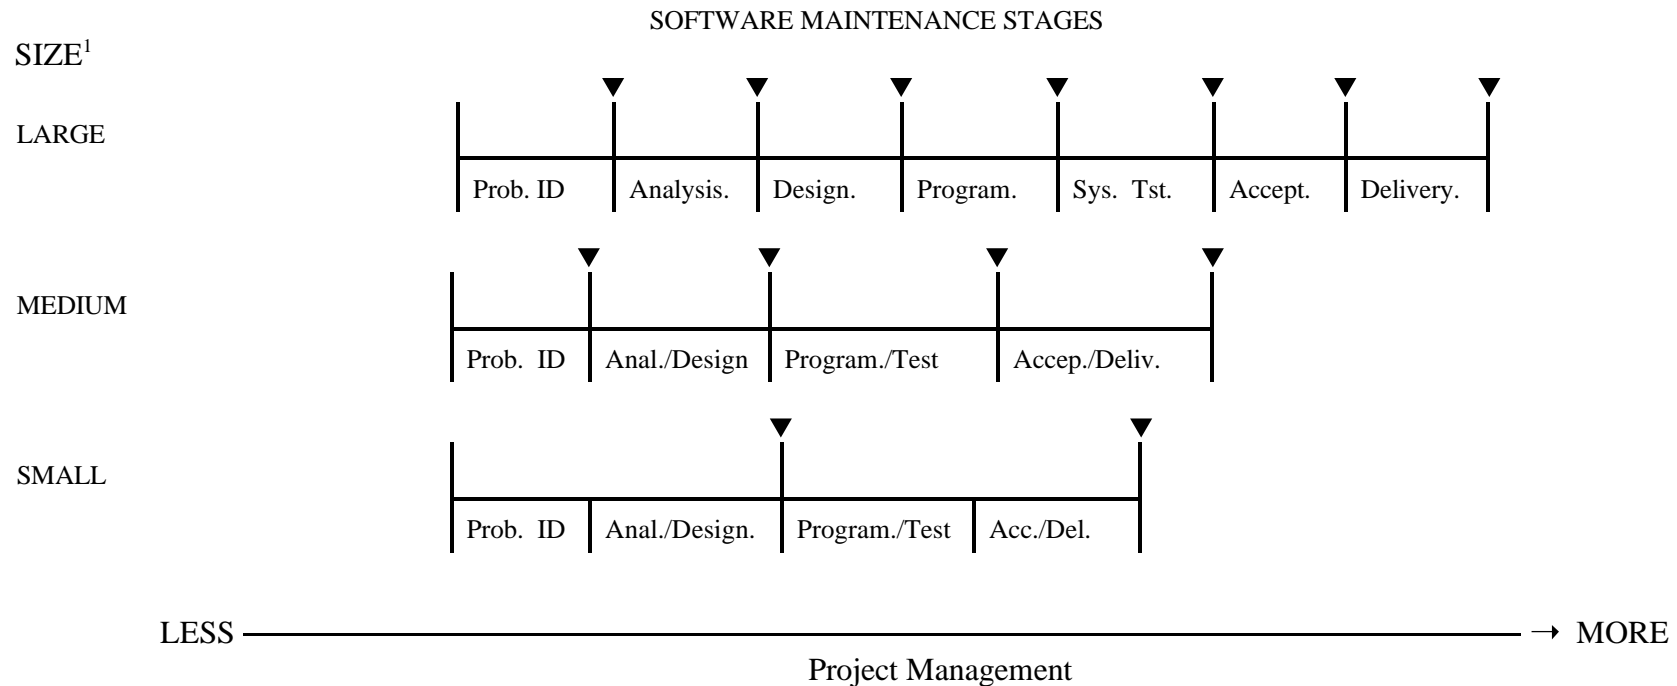 SOFTWARE MAINTENANCE STAGES
SIZE¹
LARGE
Prob. ID Analysis. Design. Program. Sys. Tst. Accept. Delivery.
MEDIUM
Prob. ID Anal./Design Program./Test Accep./Deliv.
SMALL
Prob. ID Anal./Design. Program./Test Acc./Del.
LESS → MORE
Project Management